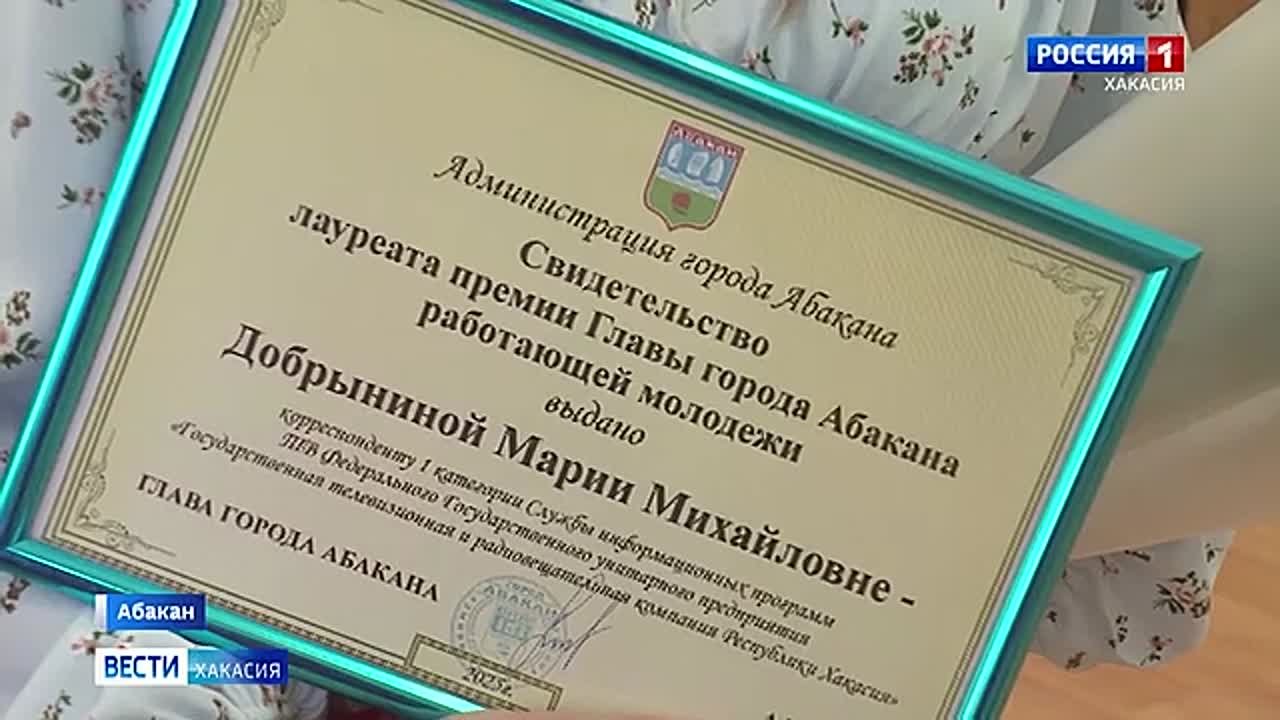 РОССИЯ 1
ХАКАСИЯ
АБАКАН
Администрация города Абакана
Свидетельство
лауреата премии Главы города Абакана
работающей молодежи
выдано
Добрыниной Марии Михайловне -
корреспонденту 1 категории Службы информационных программ
Федерального Государственного унитарного предприятия
«Государственная телевизионная и радиовещательная компания Республики Хакасия»
ГЛАВА ГОРОДА АБАКАНА
АБАКАН
2025г.
Абакан
ВЕСТИ ХАКАСИЯ